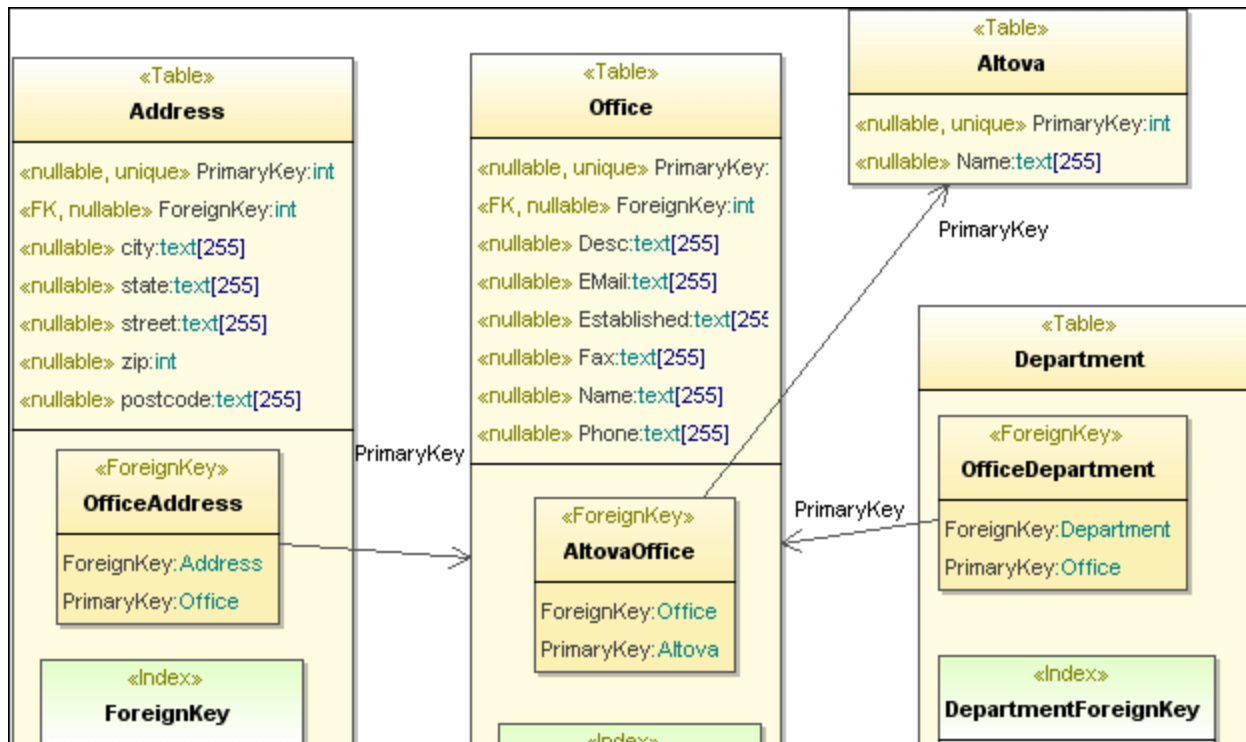 «Table»
Address
«nullable, unique» PrimaryKey:int
«FK, nullable» ForeignKey:int
«nullable» city:text[255]
«nullable» state:text[255]
«nullable» street:text[255]
«nullable» zip:int
«nullable» postcode:text[255]
«ForeignKey»
OfficeAddress
ForeignKey:Address
PrimaryKey:Office
«Index»
ForeignKey
PrimaryKey
«Table»
Office
«nullable, unique» PrimaryKey:
«FK, nullable» ForeignKey:int
«nullable» Desc:text[255]
«nullable» EMail:text[255]
«nullable» Established:text[255
«nullable» Fax:text[255]
«nullable» Name:text[255]
«nullable» Phone:text[255]
«ForeignKey»
AltovaOffice
ForeignKey:Office
PrimaryKey:Altova
«Index»
«Table»
Altova
«nullable, unique» PrimaryKey:int
«nullable» Name:text[255]
PrimaryKey
PrimaryKey
«Table»
Department
«ForeignKey»
OfficeDepartment
ForeignKey:Department
PrimaryKey:Office
«Index»
DepartmentForeignKey